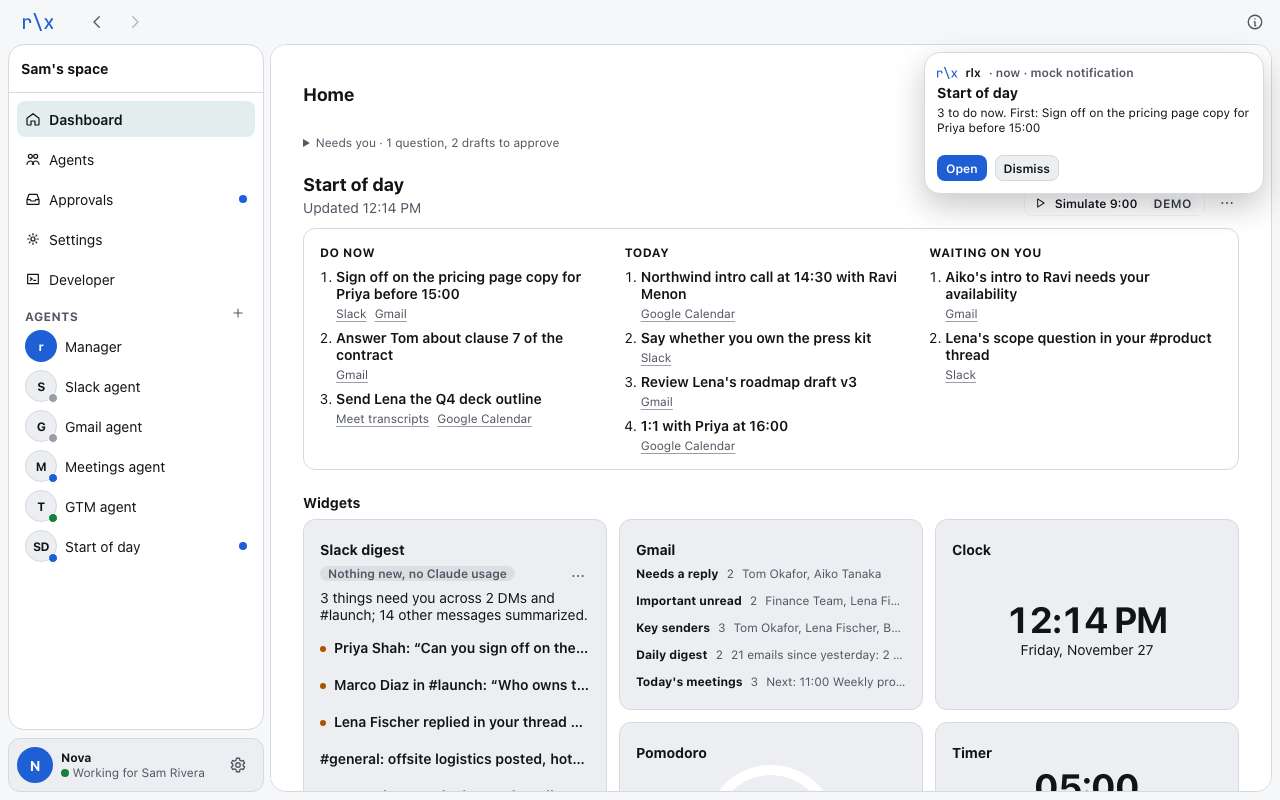 r\x
Sam's space
Dashboard
Agents
Approvals
Settings
Developer
AGENTS
r Manager
S Slack agent
G Gmail agent
M Meetings agent
T GTM agent
SD Start of day
N Nova
Working for Sam Rivera
r\x rlx · now · mock notification
Start of day
3 to do now. First: Sign off on the pricing page copy for
Priya before 15:00
Open Dismiss
Home
Needs you · 1 question, 2 drafts to approve
Start of day
Updated 12:14 PM
Simulate 9:00 DEMO ...
DO NOW
1. Sign off on the pricing page copy for
Priya before 15:00
Slack Gmail
2. Answer Tom about clause 7 of the
contract
Gmail
3. Send Lena the Q4 deck outline
Meet transcripts Google Calendar
TODAY
1. Northwind intro call at 14:30 with Ravi
Menon
Google Calendar
2. Say whether you own the press kit
Slack
3. Review Lena's roadmap draft v3
Gmail
4. 1:1 with Priya at 16:00
Google Calendar
WAITING ON YOU
1. Aiko's intro to Ravi needs your
availability
Gmail
2. Lena's scope question in your #product
thread
Slack
Widgets
Slack digest
Nothing new, no Claude usage ...
3 things need you across 2 DMs and
#launch; 14 other messages summarized.
Priya Shah: “Can you sign off on the...
Marco Diaz in #launch: “Who owns t...
Lena Fischer replied in your thread ...
#general: offsite logistics posted, hot...
Gmail
Needs a reply 2 Tom Okafor, Aiko Tanaka
Important unread 2 Finance Team, Lena Fi...
Key senders 3 Tom Okafor, Lena Fischer, B...
Daily digest 2 21 emails since yesterday: 2 ...
Today's meetings 3 Next: 11:00 Weekly pro...
Clock
12:14 PM
Friday, November 27
Pomodoro
Timer
05:00